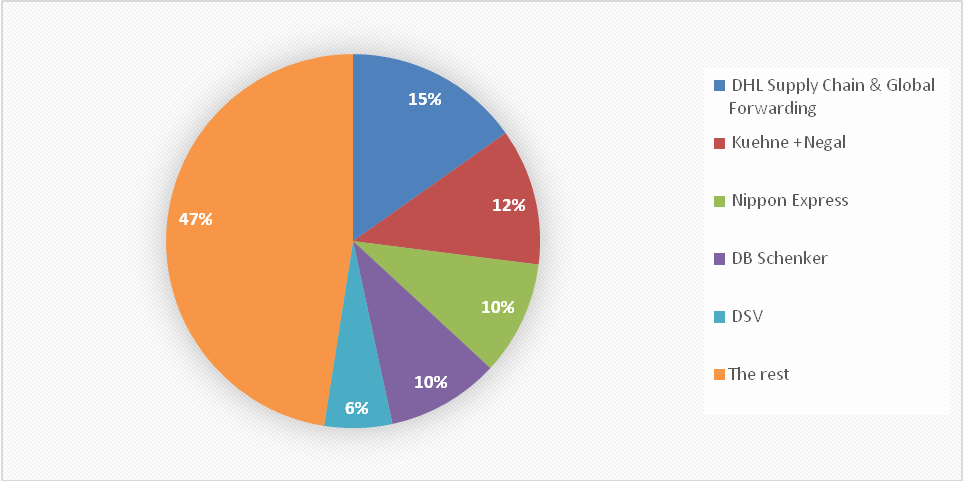 15%
12%
10%
10%
6%
47%
DHL Supply Chain & Global
Forwarding
Kuehne +Negal
Nippon Express
DB Schenker
DSV
The rest